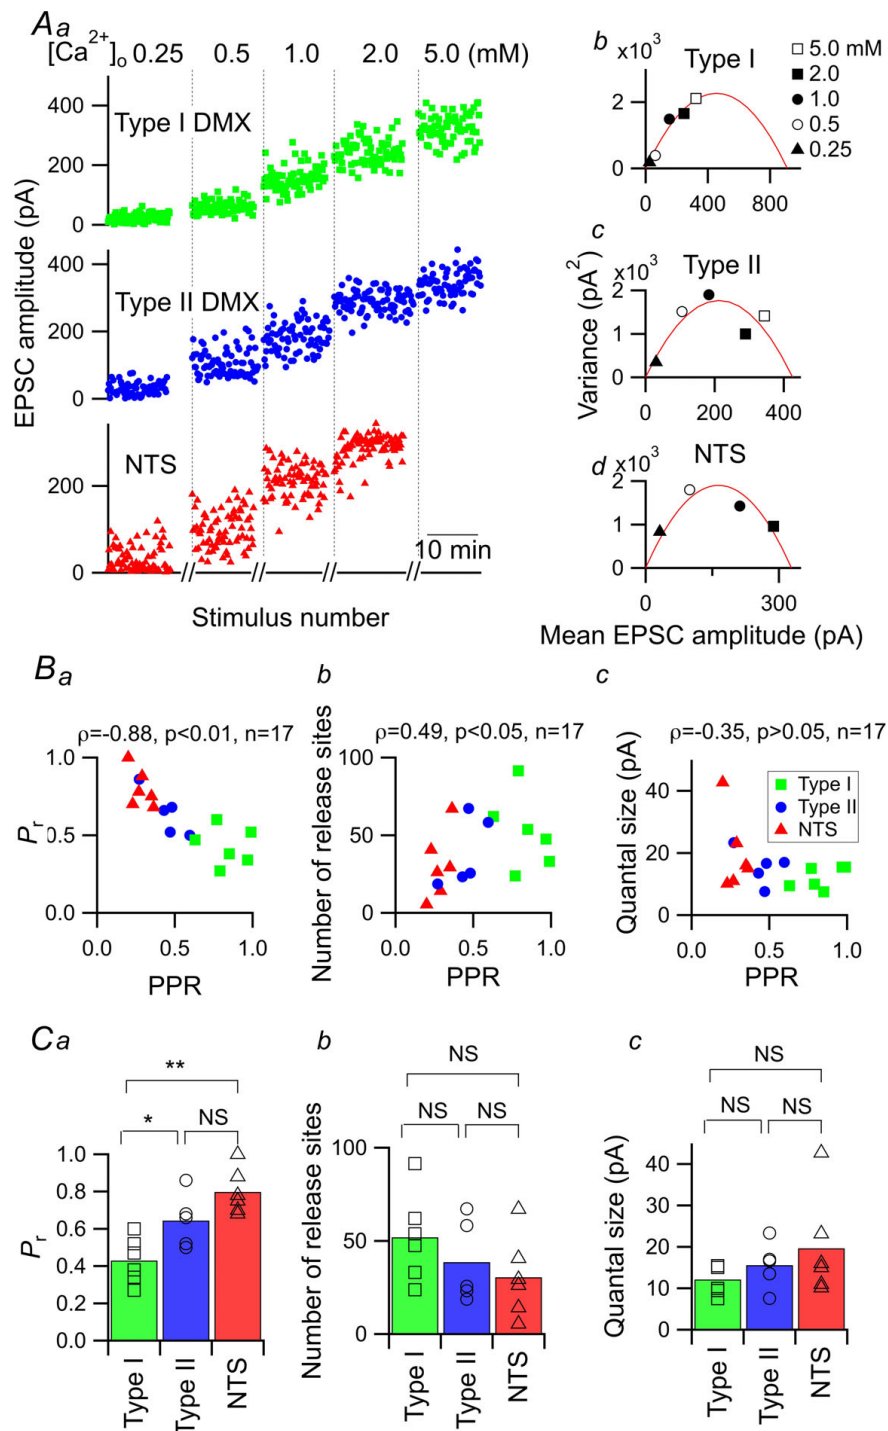 Aa
[Ca2+]o 0.25 0.5 1.0 2.0 5.0 (mM)
EPSC amplitude (pA)
400
200
0
Type I DMX
400
200
0
Type II DMX
200
0
NTS
10 min
Stimulus number
b
x103
Type I
2
0
0 400 800
□ 5.0 mM
■ 2.0
● 1.0
○ 0.5
▲ 0.25
c
x103
Type II
Variance (pA2)
2
1
0
0 200 400
d
x103
NTS
2
1
0
0 300
Mean EPSC amplitude (pA)
Ba
ρ=-0.88, p<0.01, n=17
Pr
1.0
0.5
0.0
0.0 0.5 1.0
PPR
b
ρ=0.49, p<0.05, n=17
Number of release sites
100
50
0
0.0 0.5 1.0
PPR
c
ρ=-0.35, p>0.05, n=17
Quantal size (pA)
40
20
0
Type I
Type II
NTS
0.0 0.5 1.0
PPR
Ca
**
* NS
Pr
1.0
0.8
0.6
0.4
0.2
0.0
Type I
Type II
NTS
b
NS
NS NS
Number of release sites
100
50
0
Type I
Type II
NTS
c
NS
NS NS
Quantal size (pA)
40
30
20
10
0
Type I
Type II
NTS